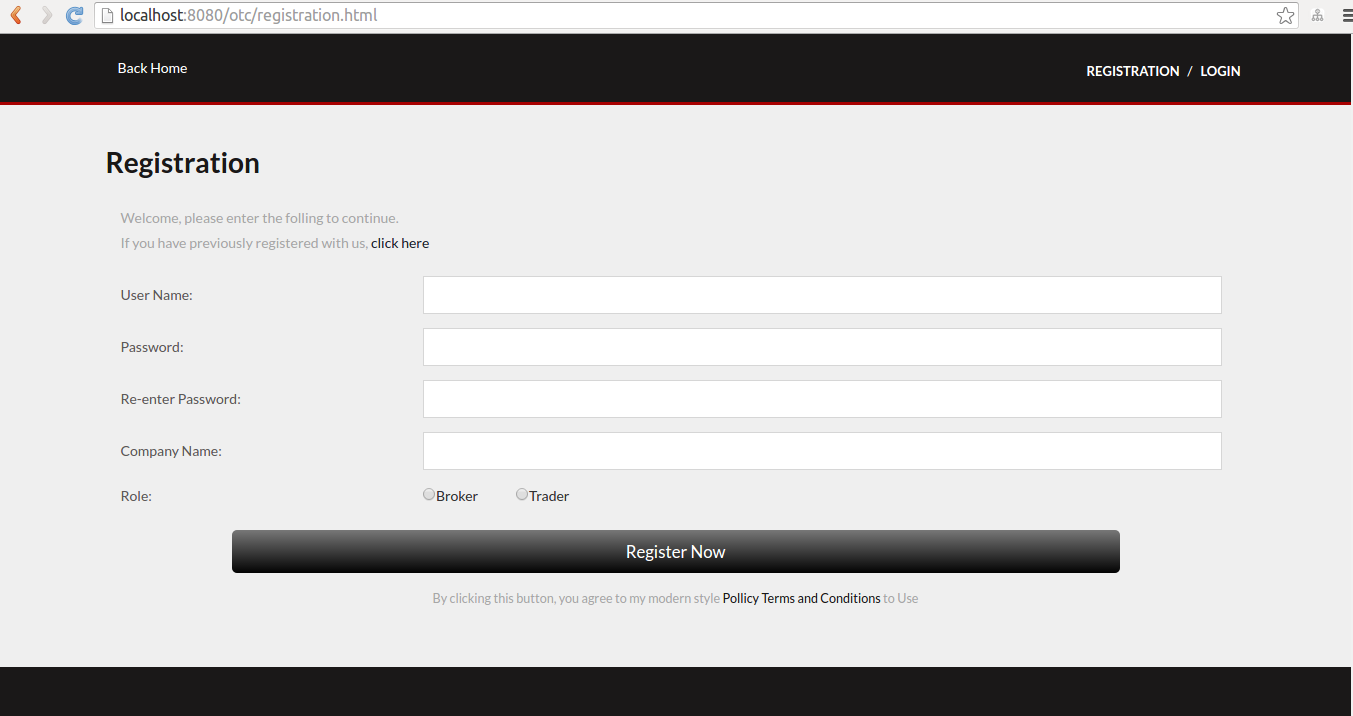 localhost:8080/otc/registration.html
Back Home
REGISTRATION / LOGIN
Registration
Welcome, please enter the folling to continue.
If you have previously registered with us, click here
User Name:
Password:
Re-enter Password:
Company Name:
Role: Broker Trader
Register Now
By clicking this button, you agree to my modern style Pollicy Terms and Conditions to Use